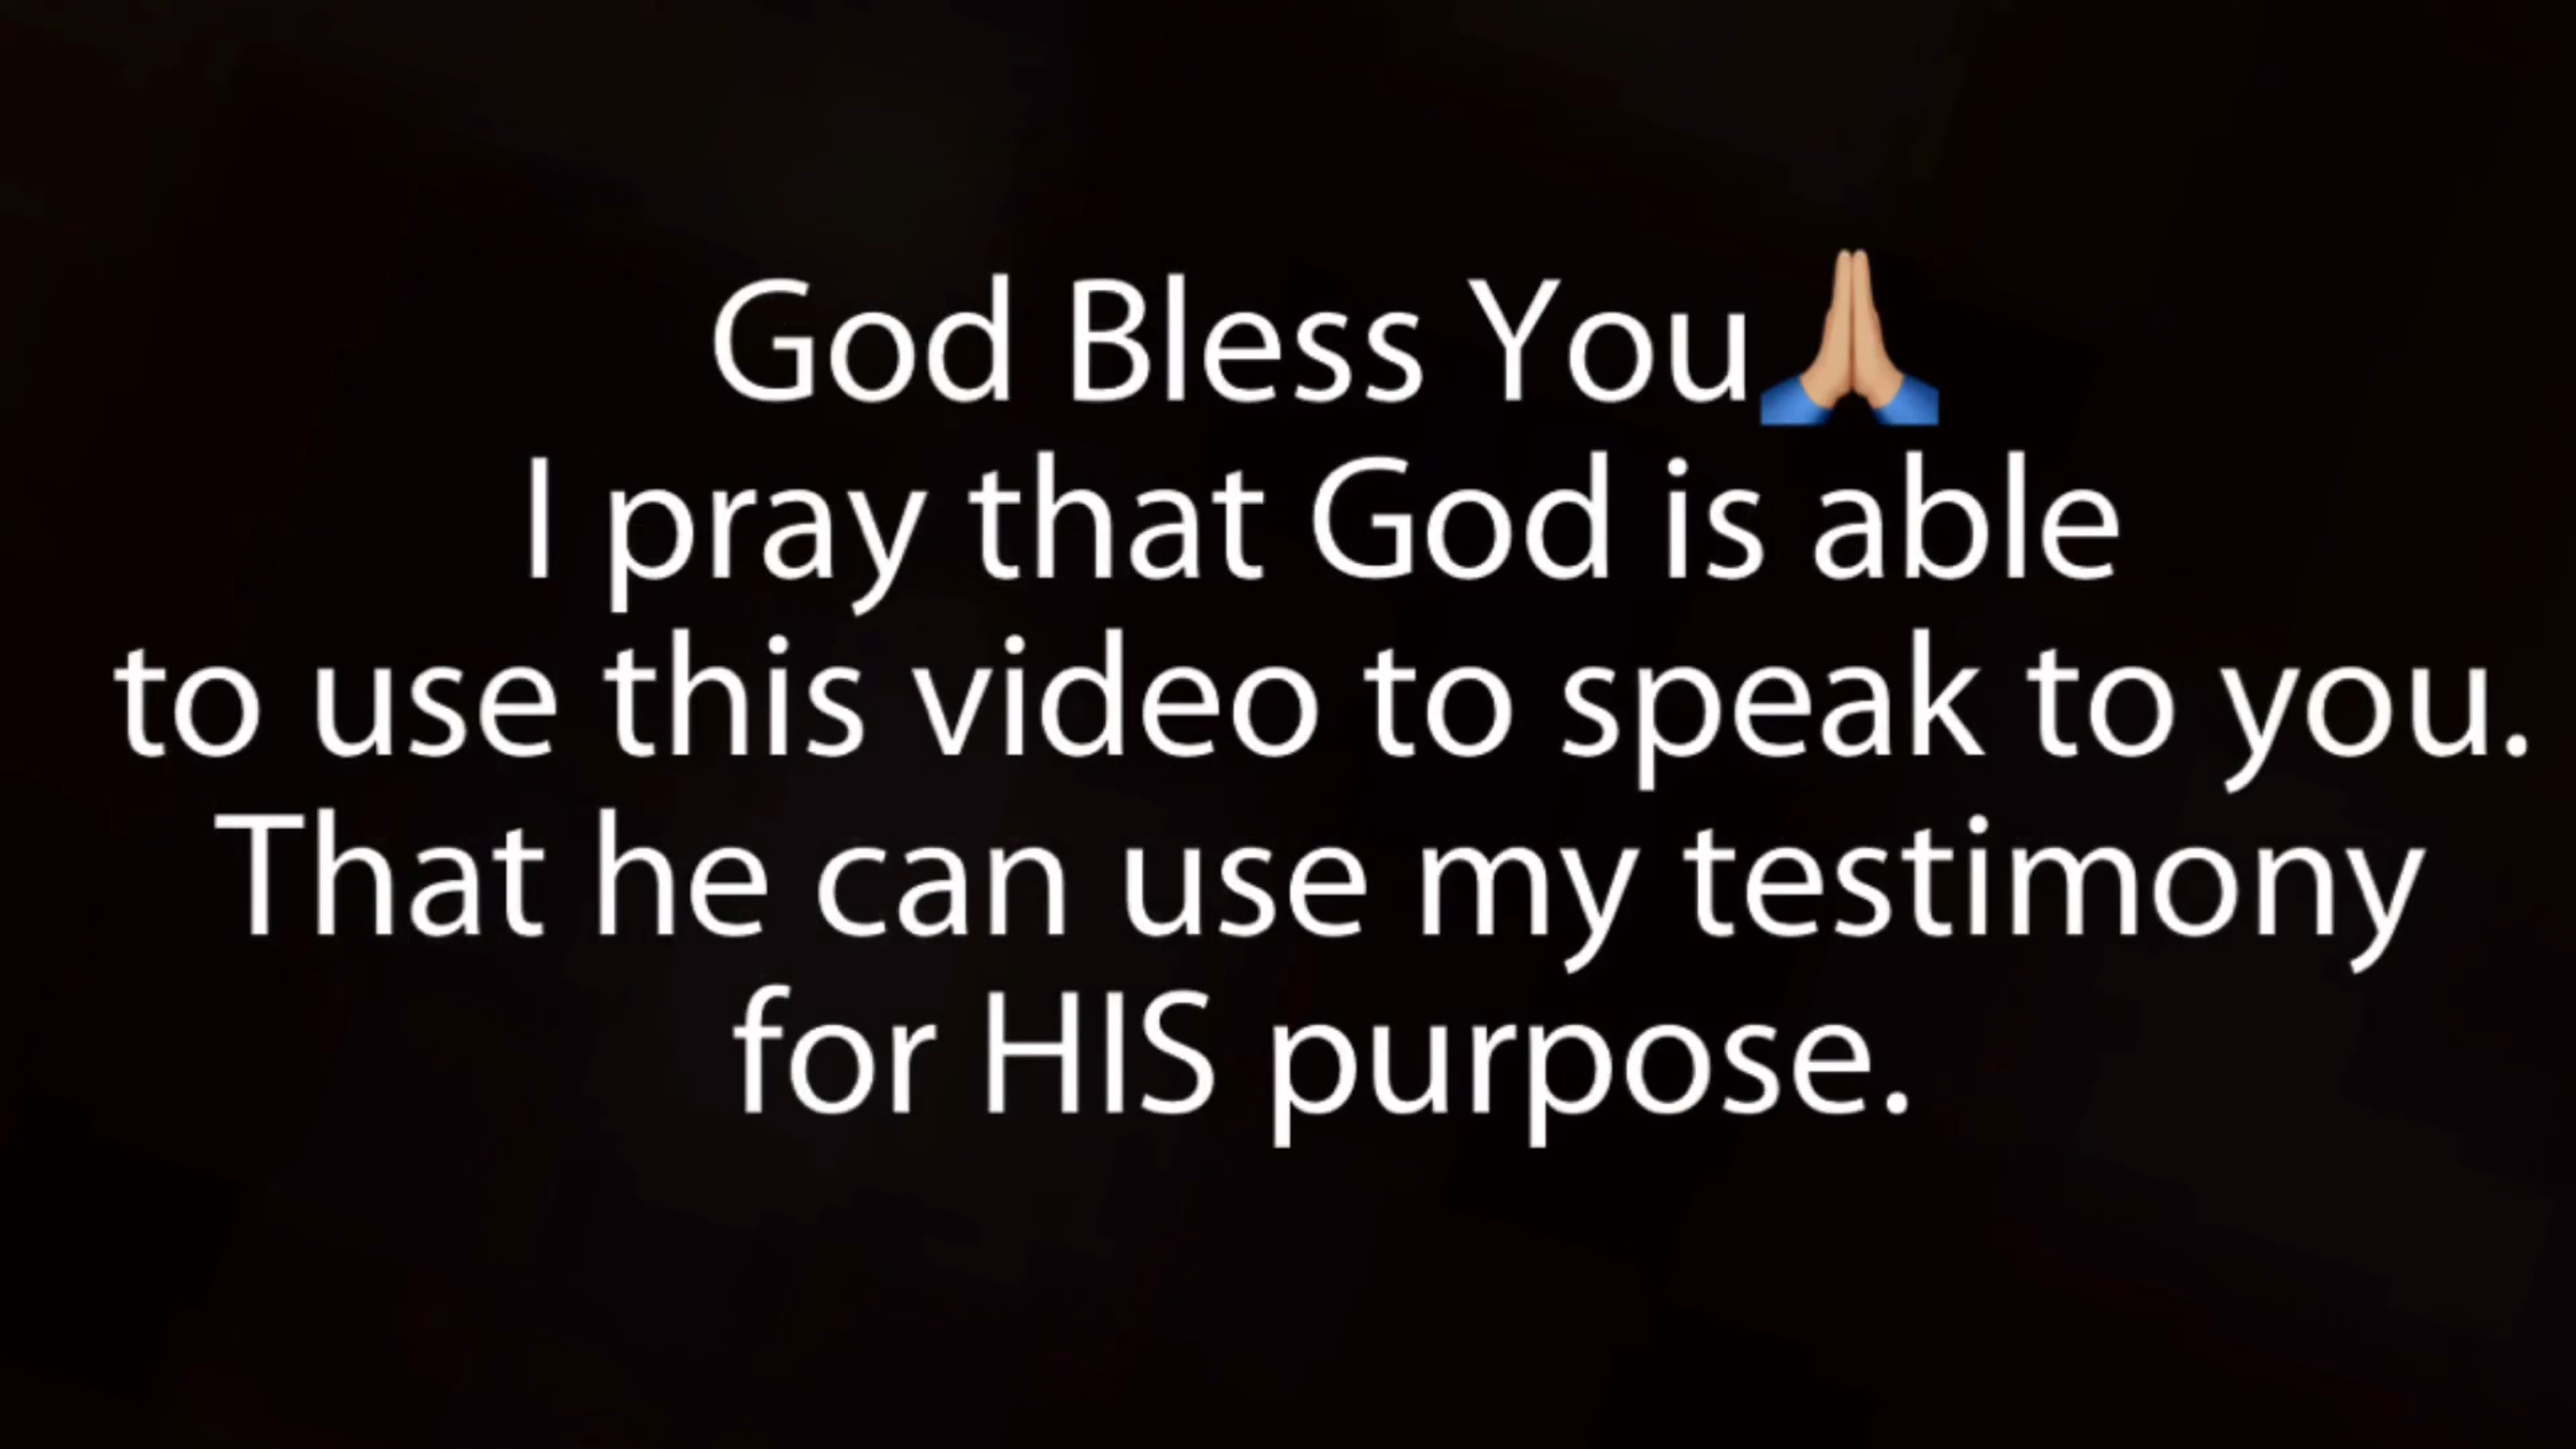 God Bless You🙏🏼
I pray that God is able
to use this video to speak to you.
That he can use my testimony
for HIS purpose.